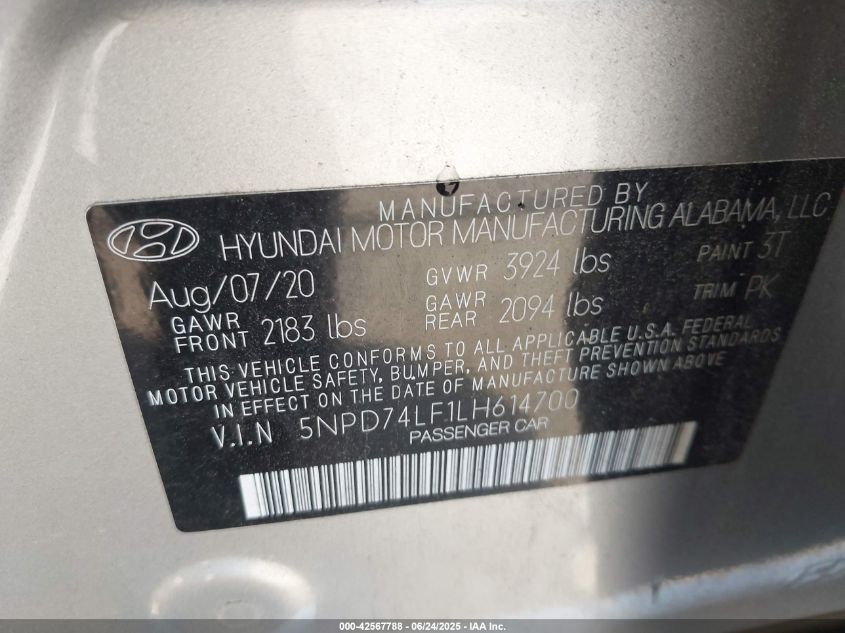 MANUFACTURED BY
HYUNDAI MOTOR MANUFACTURING ALABAMA, LLC
Aug/07/20 GVWR 3924 lbs PAINT 3T
GAWR FRONT 2183 lbs GAWR REAR 2094 lbs TRIM PK
THIS VEHICLE CONFORMS TO ALL APPLICABLE U.S.A. FEDERAL
MOTOR VEHICLE SAFETY, BUMPER, AND THEFT PREVENTION STANDARDS
IN EFFECT ON THE DATE OF MANUFACTURE SHOWN ABOVE
V.I.N 5NPD74LF1LH614700
PASSENGER CAR
000-42567788 - 06/24/2025 - IAA Inc.